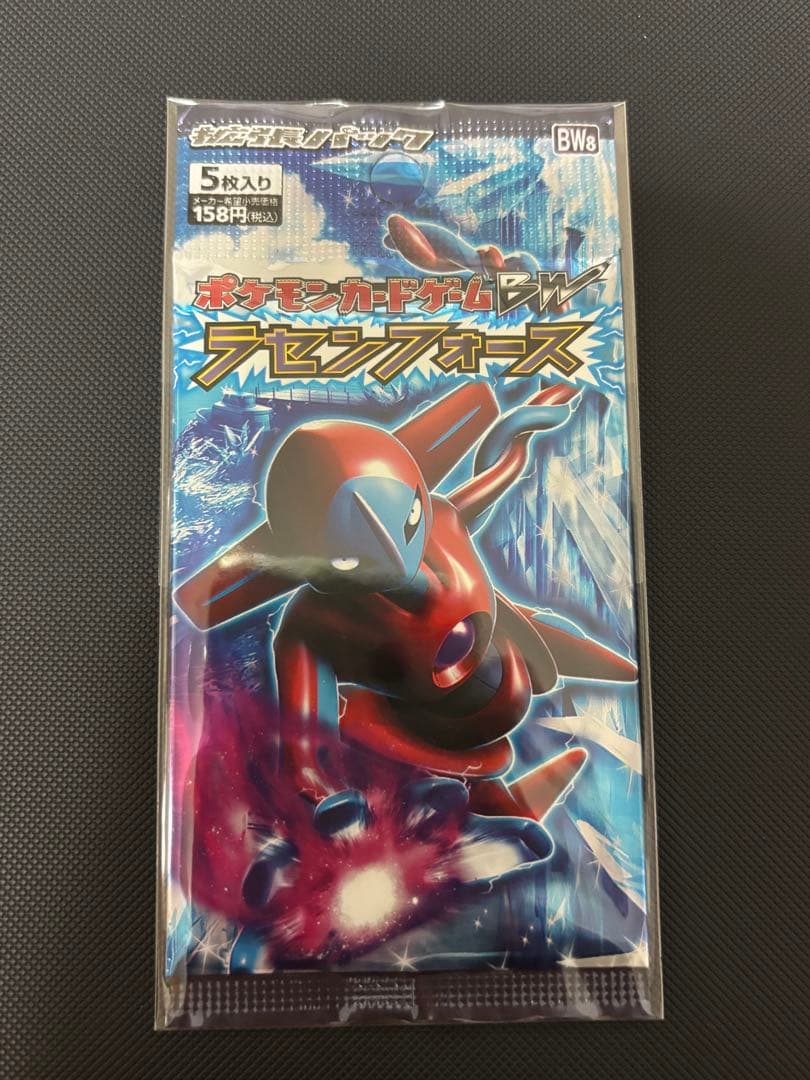 拡張パック
BW8
5枚入り
メーカー希望小売価格
158円(税込)
ポケモンカードゲームBW
ラセンフォース